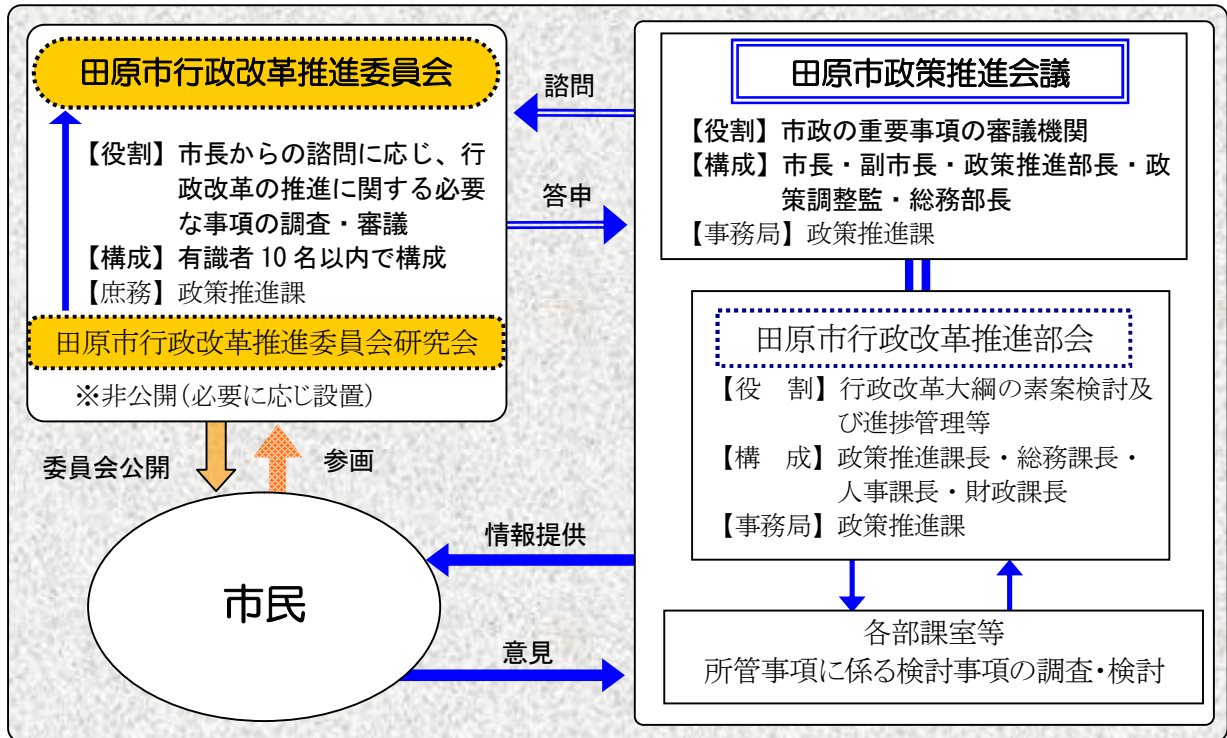 田原市行政改革推進委員会
【役割】市長からの諮問に応じ、行
政改革の推進に関する必要
な事項の調査・審議
【構成】有識者10名以内で構成
【庶務】政策推進課
田原市行政改革推進委員会研究会
※非公開(必要に応じ設置)
諮問
答申
田原市政策推進会議
【役割】市政の重要事項の審議機関
【構成】市長・副市長・政策推進部長・政
策調整監・総務部長
【事務局】政策推進課
田原市行政改革推進部会
【役 割】行政改革大綱の素案検討及
び進捗管理等
【構 成】政策推進課長・総務課長・
人事課長・財政課長
【事務局】政策推進課
各部課室等
所管事項に係る検討事項の調査・検討
委員会公開
参画
市民
情報提供
意見